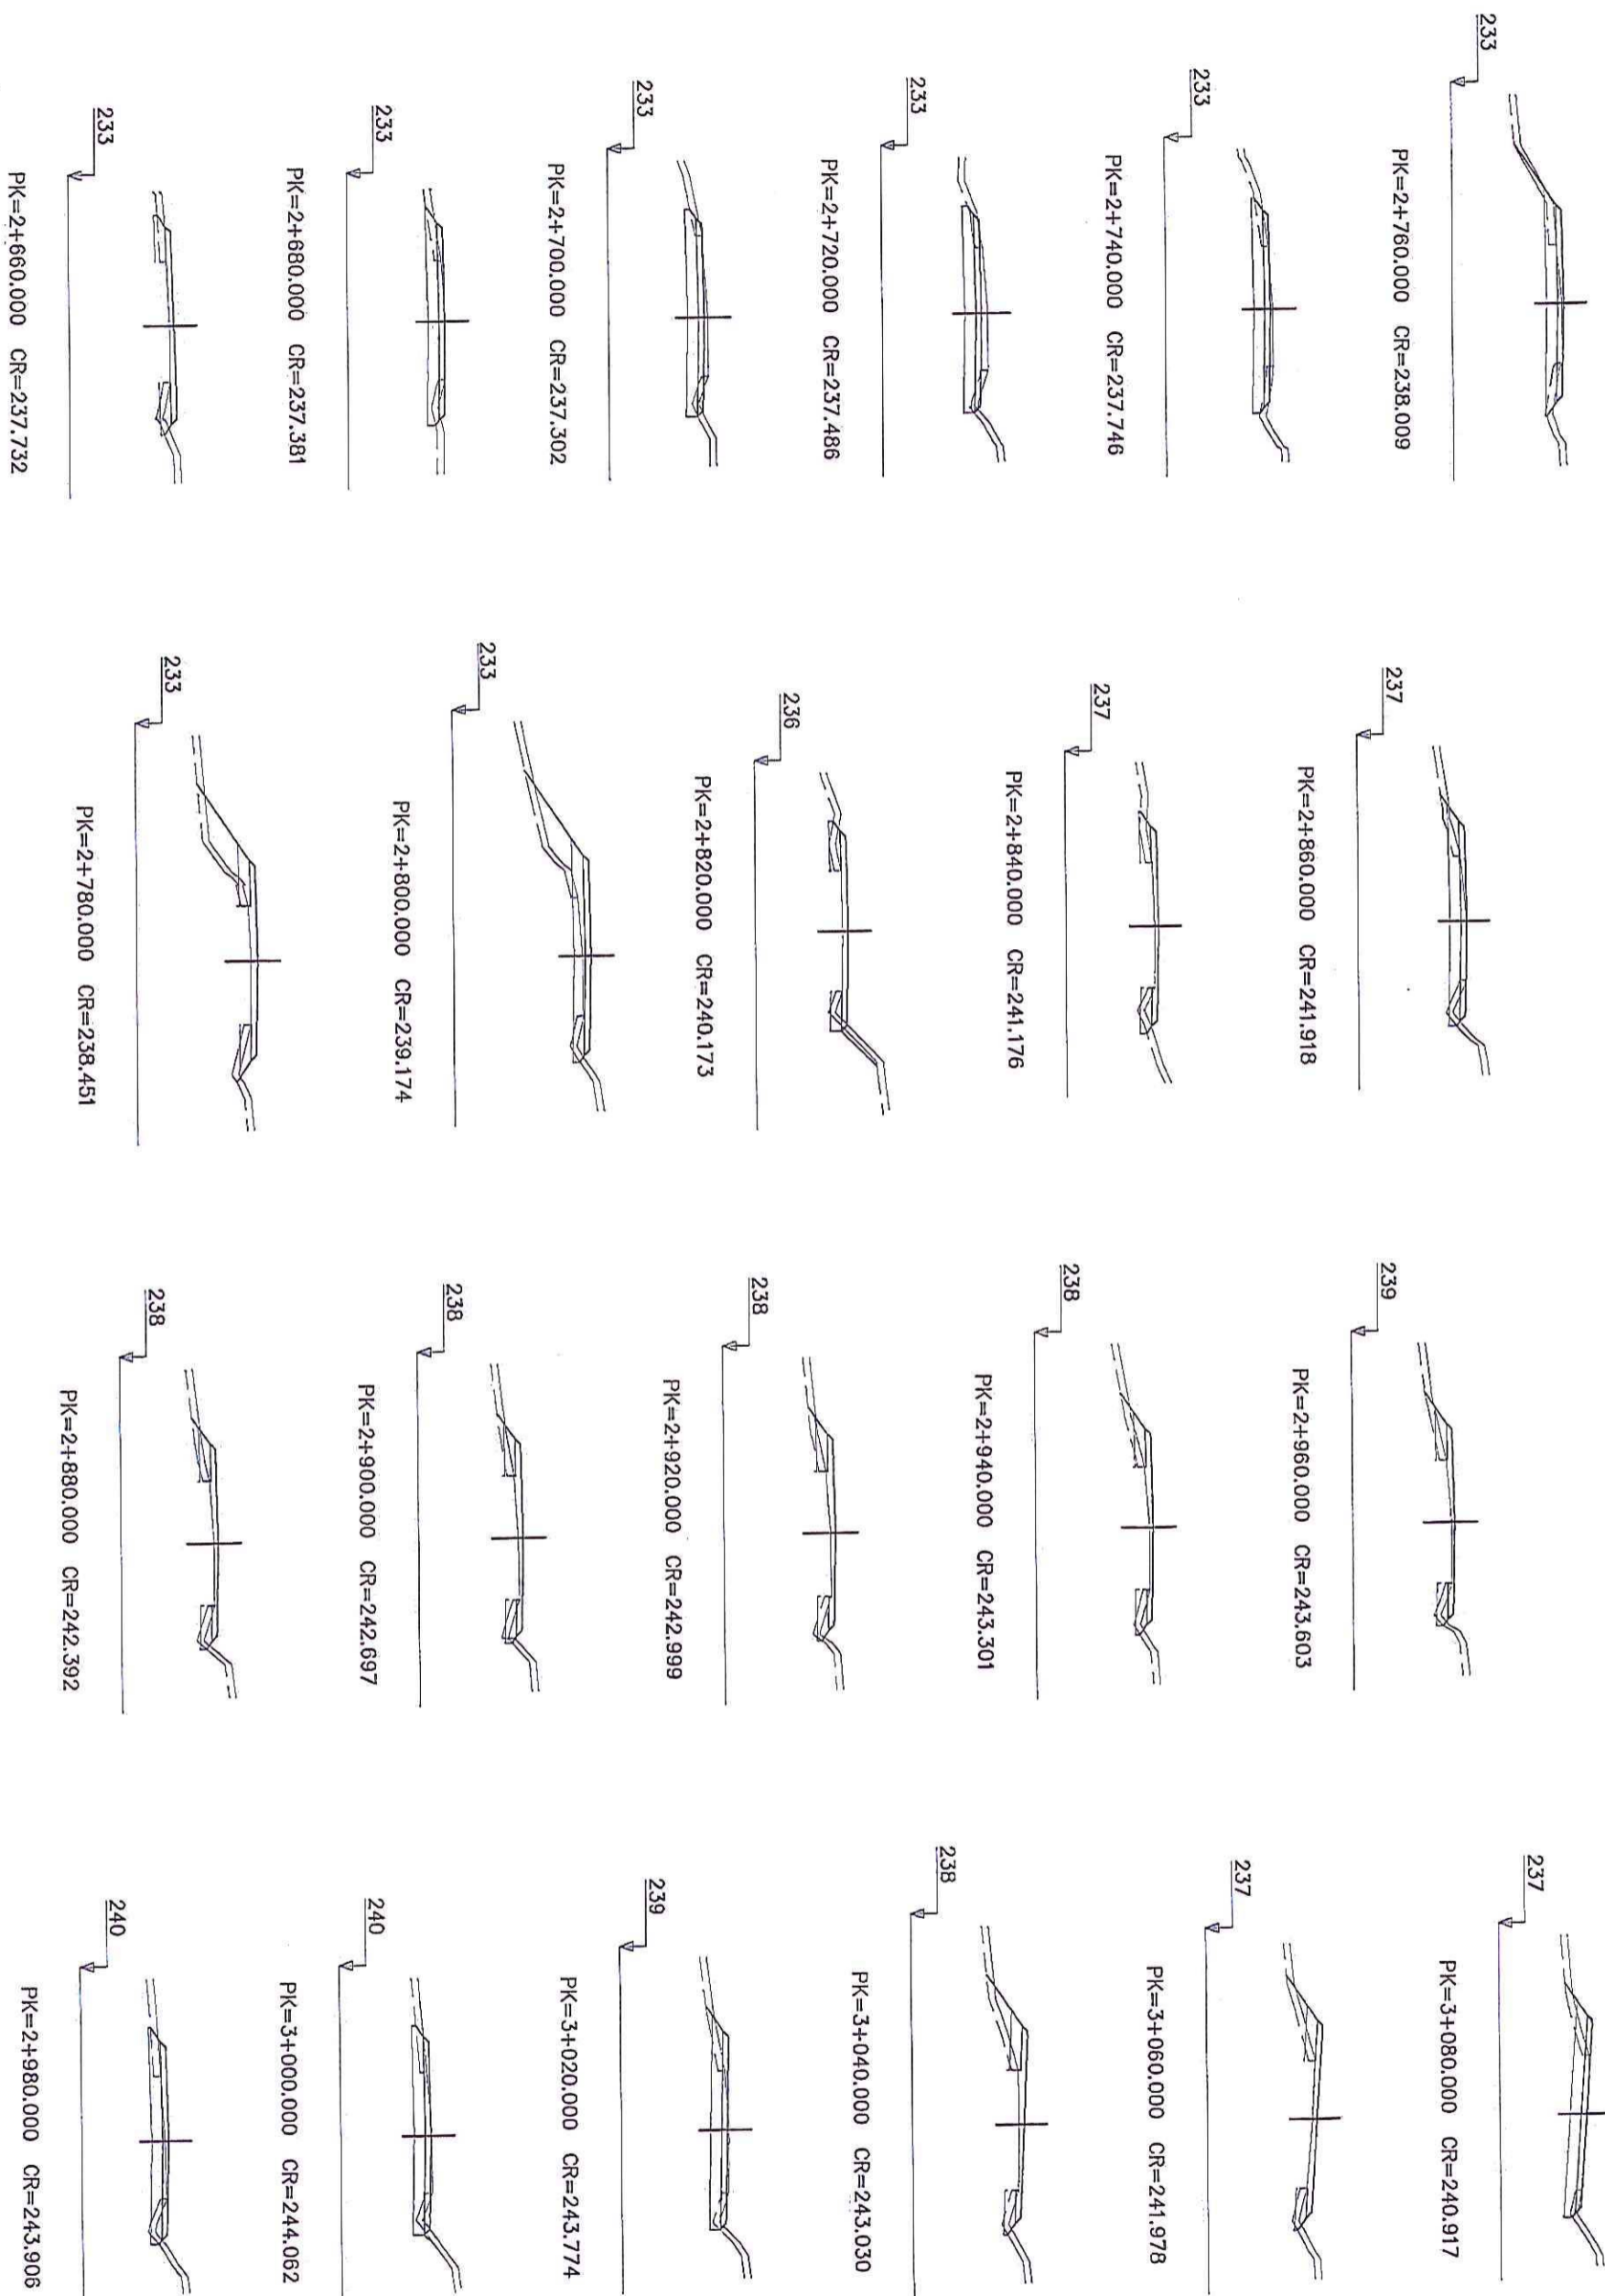 233
PK=2+760.000 CR=238.009
233
PK=2+740.000 CR=237.746
233
PK=2+720.000 CR=237.486
233
PK=2+700.000 CR=237.302
233
PK=2+680.000 CR=237.381
233
PK=2+660.000 CR=237.732
237
PK=2+860.000 CR=241.918
237
PK=2+840.000 CR=241.176
236
PK=2+820.000 CR=240.173
233
PK=2+800.000 CR=239.174
233
PK=2+780.000 CR=238.451
239
PK=2+960.000 CR=243.603
238
PK=2+940.000 CR=243.301
238
PK=2+920.000 CR=242.999
238
PK=2+900.000 CR=242.697
238
PK=2+880.000 CR=242.392
237
PK=3+080.000 CR=240.917
237
PK=3+060.000 CR=241.978
238
PK=3+040.000 CR=243.030
239
PK=3+020.000 CR=243.774
240
PK=3+000.000 CR=244.062
240
PK=2+980.000 CR=243.906